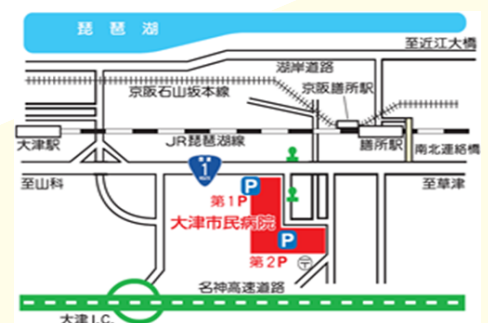 琵琶湖
至近江大橋
湖岸道路
京阪石山坂本線
京阪膳所駅
大津駅
JR琵琶湖線
膳所駅
南北連絡橋
国道
1
至山科
至草津
P
第1P
大津市民病院
P
第2P
〒
名神高速道路
大津I.C.